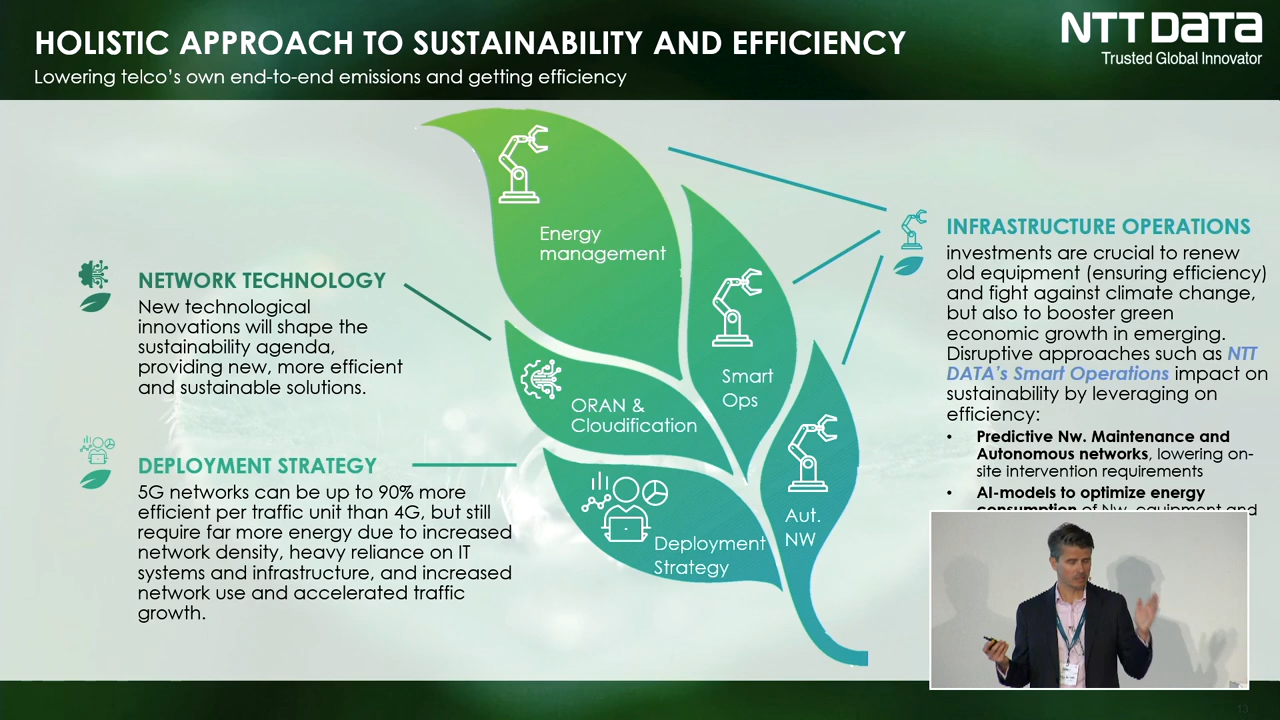 HOLISTIC APPROACH TO SUSTAINABILITY AND EFFICIENCY
Lowering telco's own end-to-end emissions and getting efficiency
NTT DATA
Trusted Global Innovator
Energy
management
Smart
Ops
ORAN &
Cloudification
Aut.
NW
Deployment
Strategy
NETWORK TECHNOLOGY
New technological
innovations will shape the
sustainability agenda,
providing new, more efficient
and sustainable solutions.
DEPLOYMENT STRATEGY
5G networks can be up to 90% more
efficient per traffic unit than 4G, but still
require far more energy due to increased
network density, heavy reliance on IT
systems and infrastructure, and increased
network use and accelerated traffic
growth.
INFRASTRUCTURE OPERATIONS
investments are crucial to renew
old equipment (ensuring efficiency)
and fight against climate change,
but also to booster green
economic growth in emerging.
Disruptive approaches such as NTT
DATA's Smart Operations impact on
sustainability by leveraging on
efficiency:
• Predictive Nw. Maintenance and
Autonomous networks, lowering on-
site intervention requirements
• AI-models to optimize energy
consumption of Nw. equipment and
13